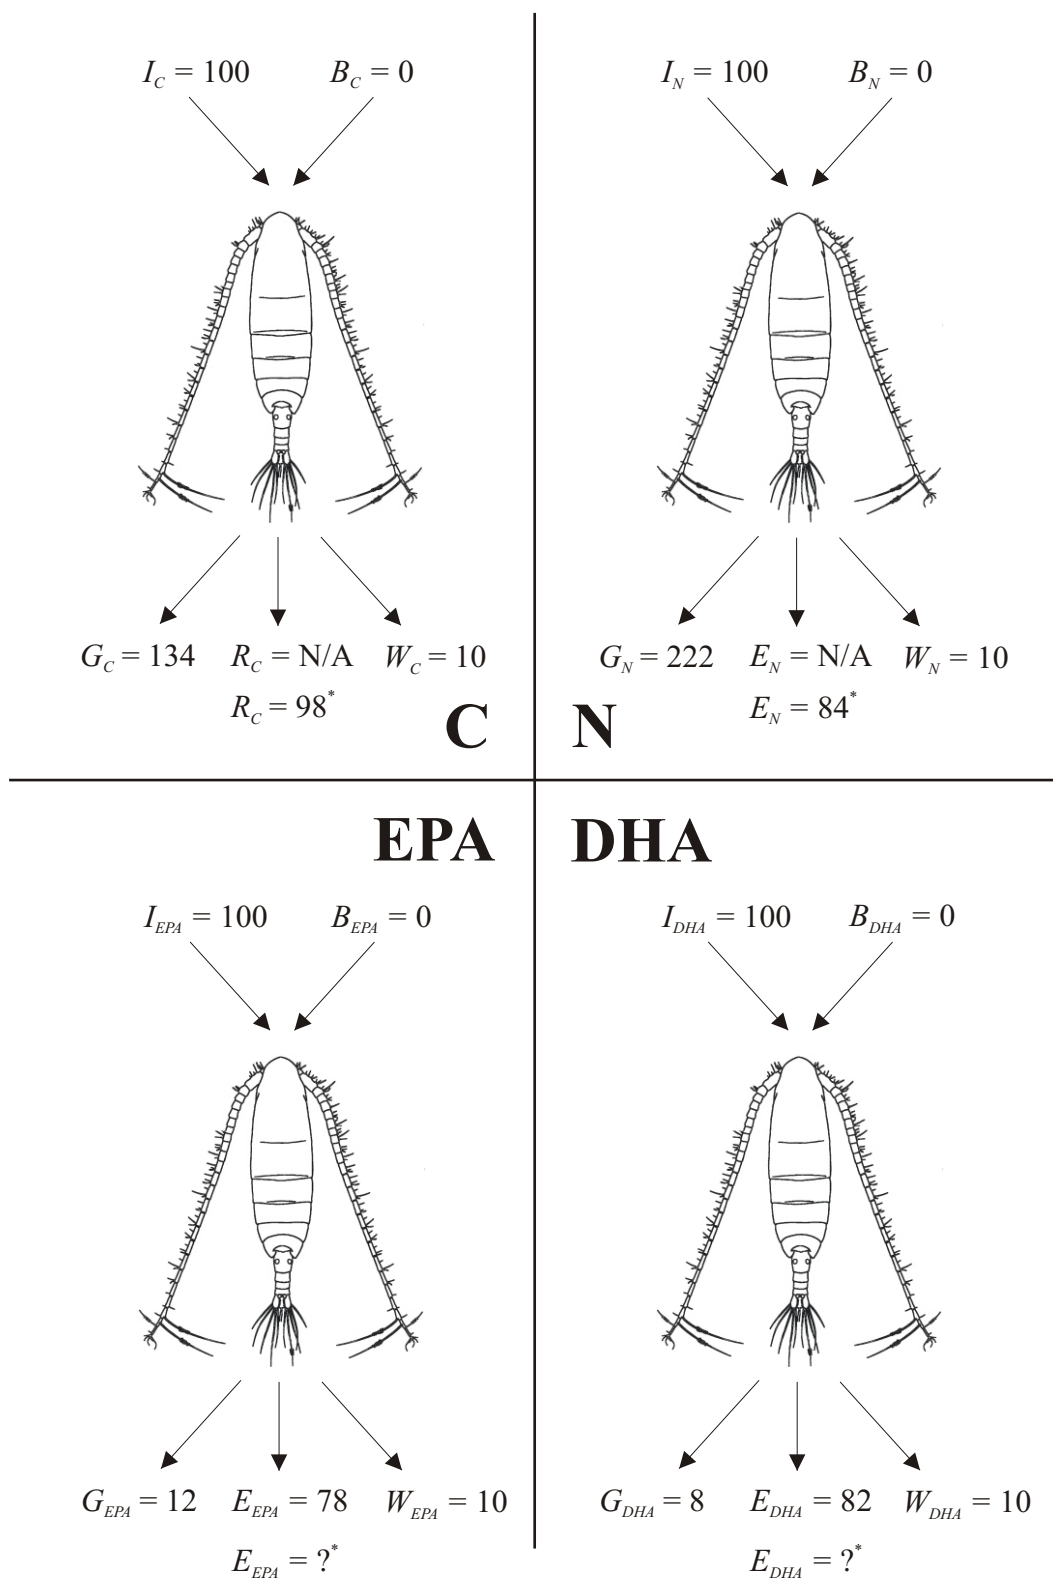 I_C = 100 B_C = 0
I_N = 100 B_N = 0
G_C = 134 R_C = N/A W_C = 10
R_C = 98*
G_N = 222 E_N = N/A W_N = 10
E_N = 84*
C
N
EPA
DHA
I_EPA = 100 B_EPA = 0
I_DHA = 100 B_DHA = 0
G_EPA = 12 E_EPA = 78 W_EPA = 10
E_EPA = ?*
G_DHA = 8 E_DHA = 82 W_DHA = 10
E_DHA = ?*